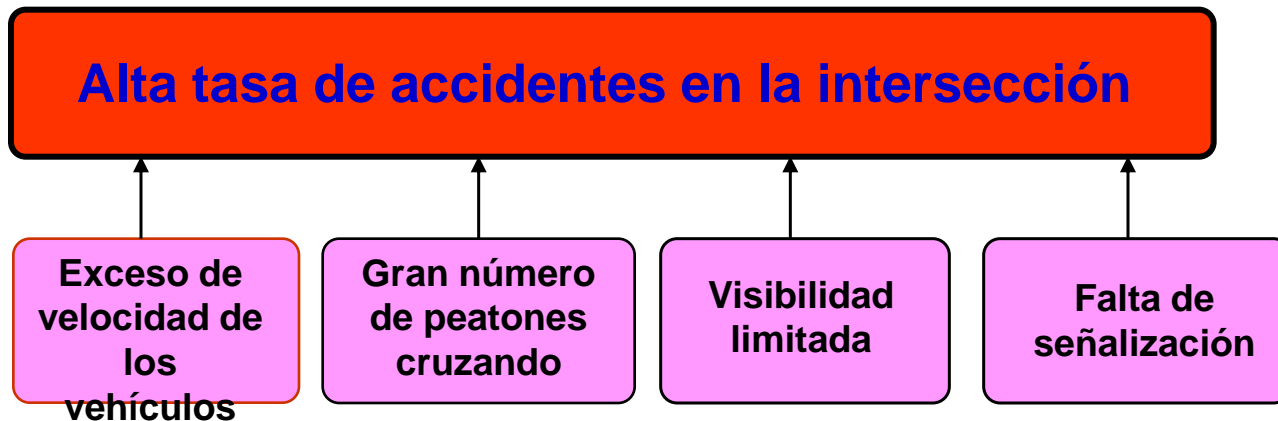 Alta tasa de accidentes en la intersección
Exceso de
velocidad de
los
vehículos
Gran número
de peatones
cruzando
Visibilidad
limitada
Falta de
señalización